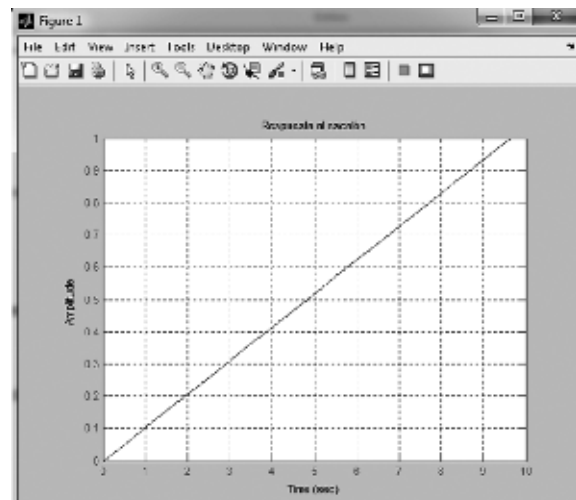 Figure 1
File Edit View Insert Tools Desktop Window Help
Respuesta al escalón
1
0.9
0.8
0.7
0.6
0.5
0.4
0.3
0.2
0.1
0
Amplitude
0 1 2 3 4 5 6 7 8 9 10
Time (sec)